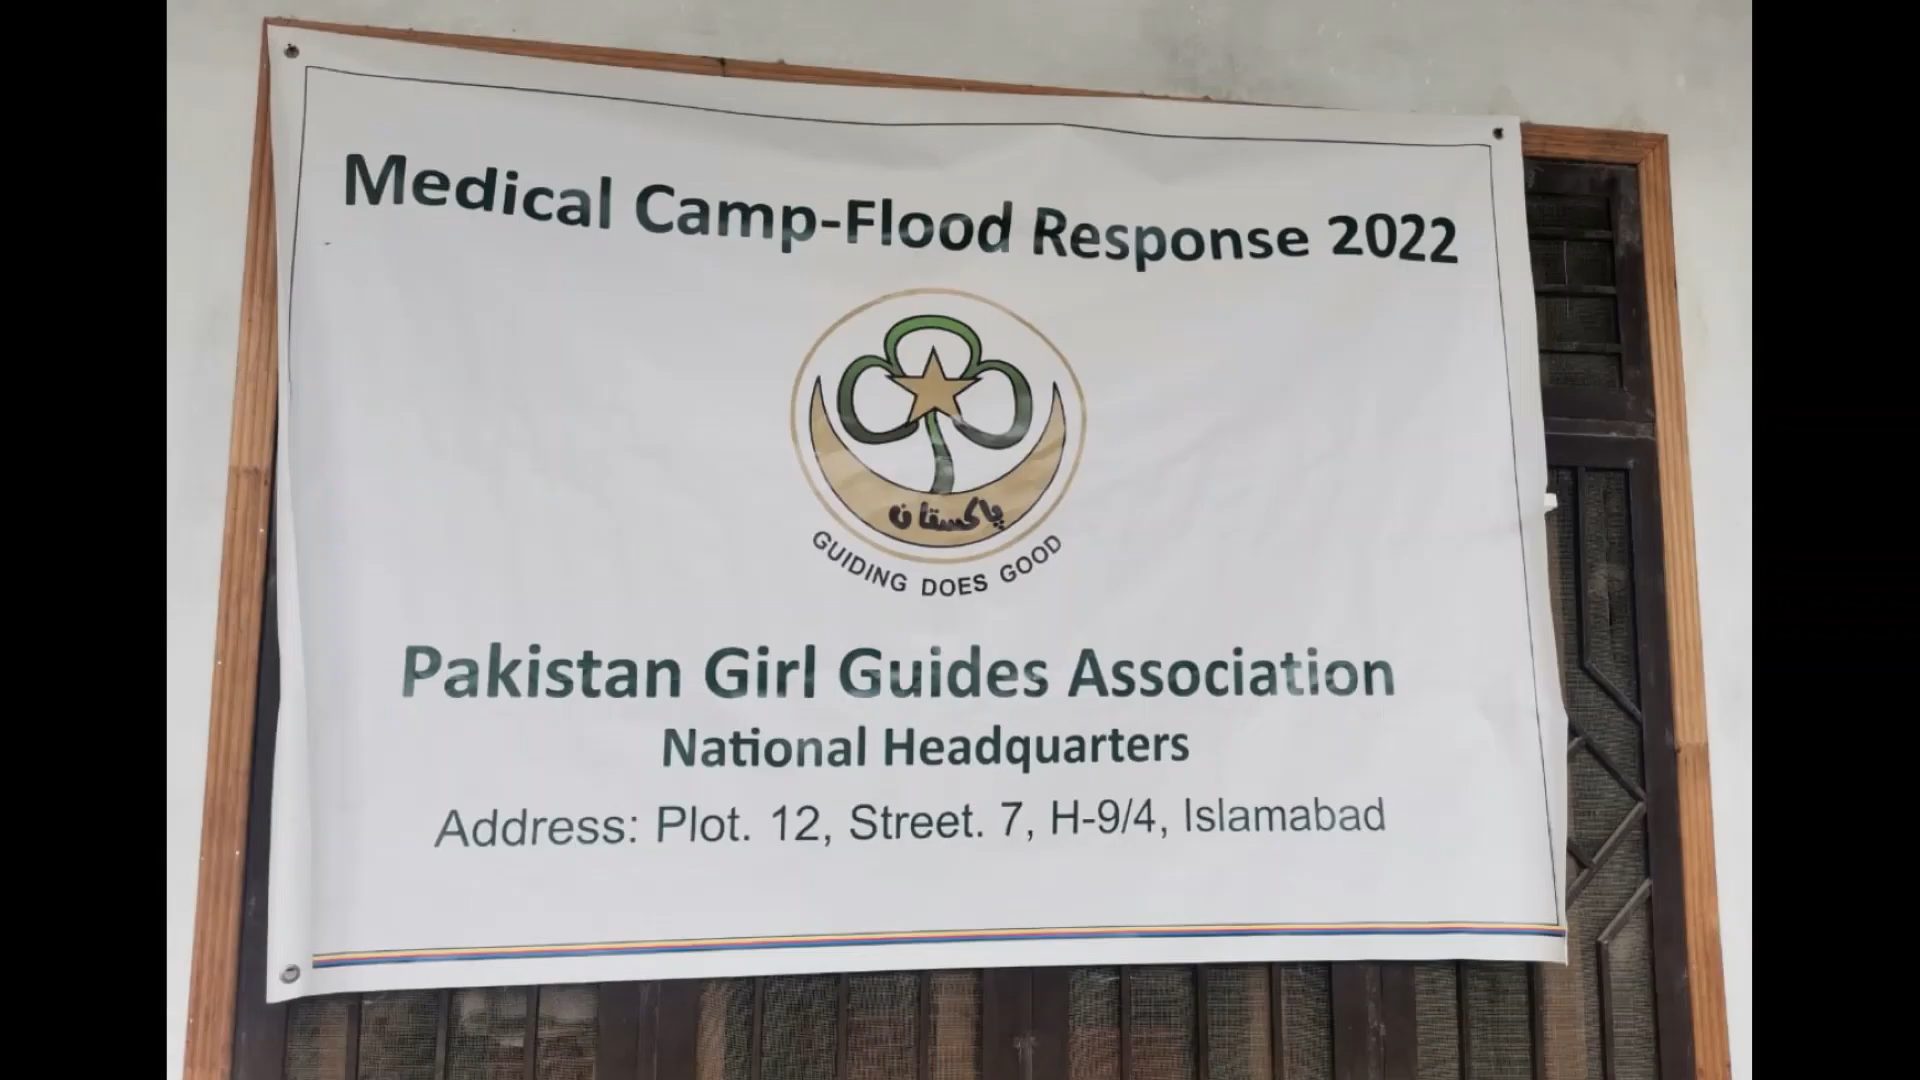 Medical Camp-Flood Response 2022
پاکستان
GUIDING DOES GOOD
Pakistan Girl Guides Association
National Headquarters
Address: Plot. 12, Street. 7, H-9/4, Islamabad